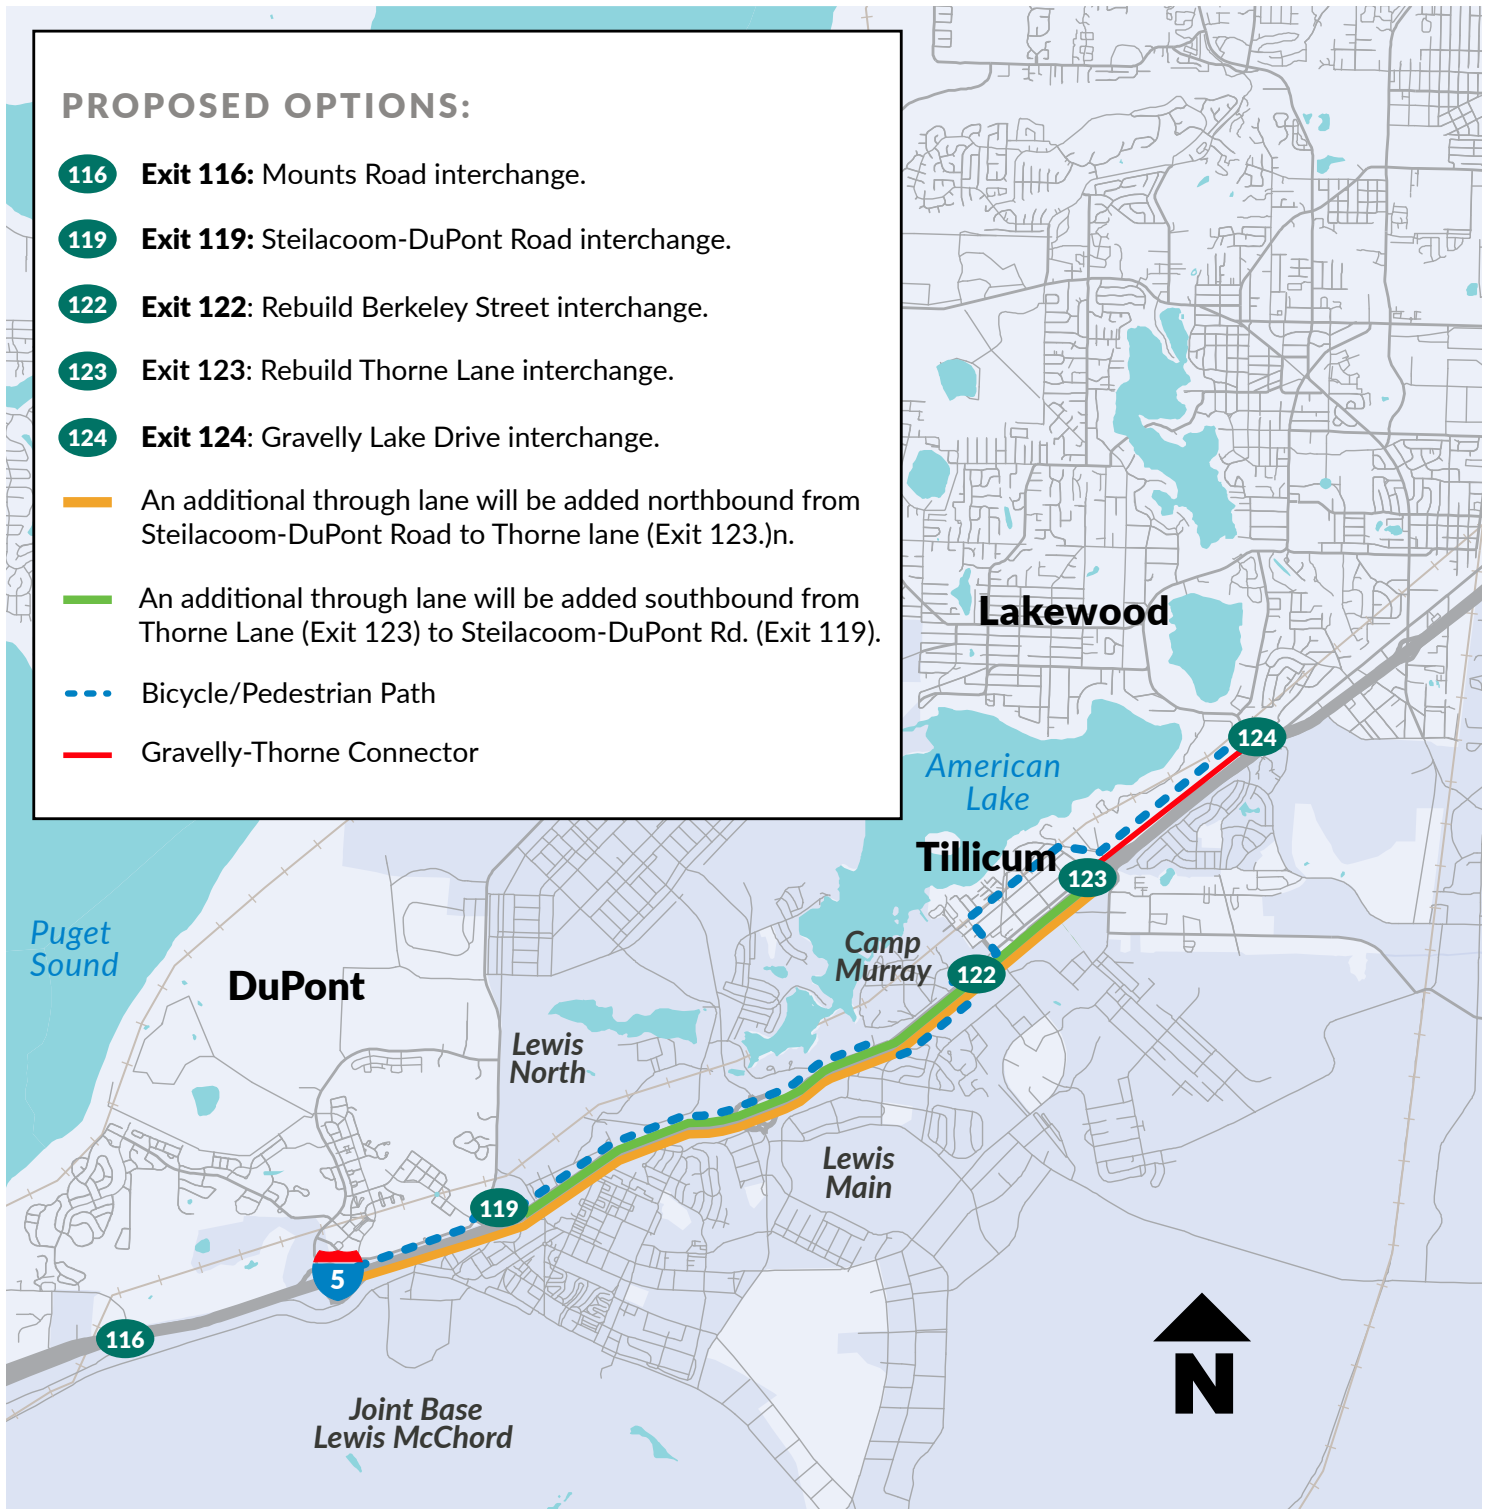 PROPOSED OPTIONS:
116 Exit 116: Mounts Road interchange.
119 Exit 119: Steilacoom-DuPont Road interchange.
122 Exit 122: Rebuild Berkeley Street interchange.
123 Exit 123: Rebuild Thorne Lane interchange.
124 Exit 124: Gravelly Lake Drive interchange.
An additional through lane will be added northbound from
Steilacoom-DuPont Road to Thorne lane (Exit 123.)n.
An additional through lane will be added southbound from
Thorne Lane (Exit 123) to Steilacoom-DuPont Rd. (Exit 119).
Bicycle/Pedestrian Path
Gravelly-Thorne Connector
Lakewood
124
American
Lake
Tillicum
123
Puget
Sound
DuPont
Camp
Murray
122
Lewis
North
Lewis
Main
119
5
116
Joint Base
Lewis McChord
N